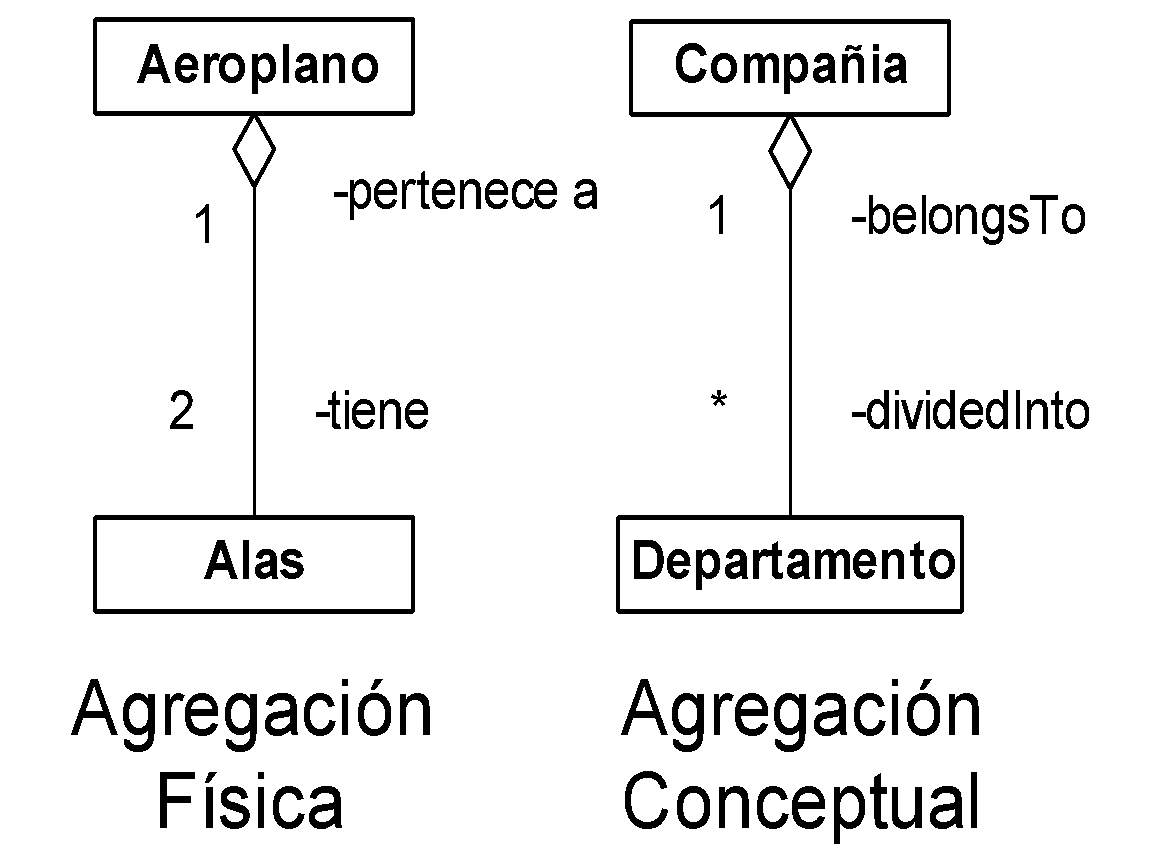 Aeroplano
1
-pertenece a
2
-tiene
Alas
Agregación
Física
Compañia
1
-belongsTo
*
-dividedInto
Departamento
Agregación
Conceptual